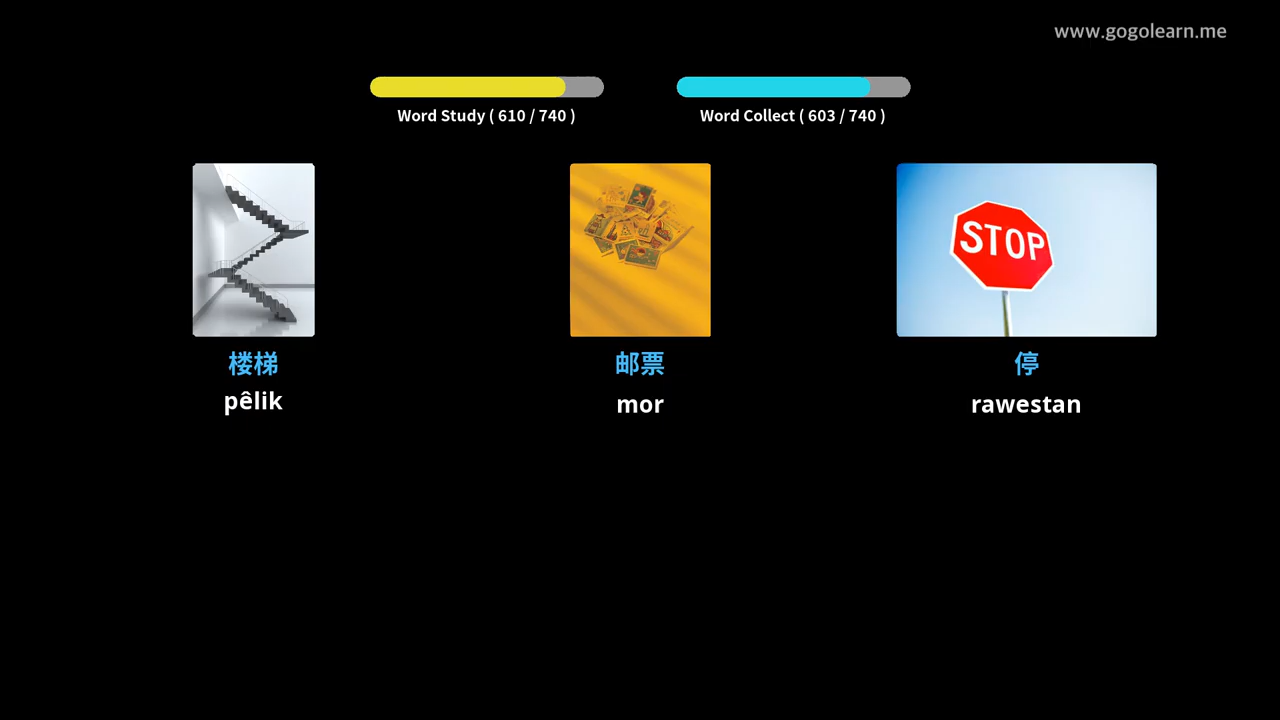 www.gogolearn.me
Word Study ( 610 / 740 )
Word Collect ( 603 / 740 )
STOP
楼梯
邮票
停
pêlik
mor
rawestan